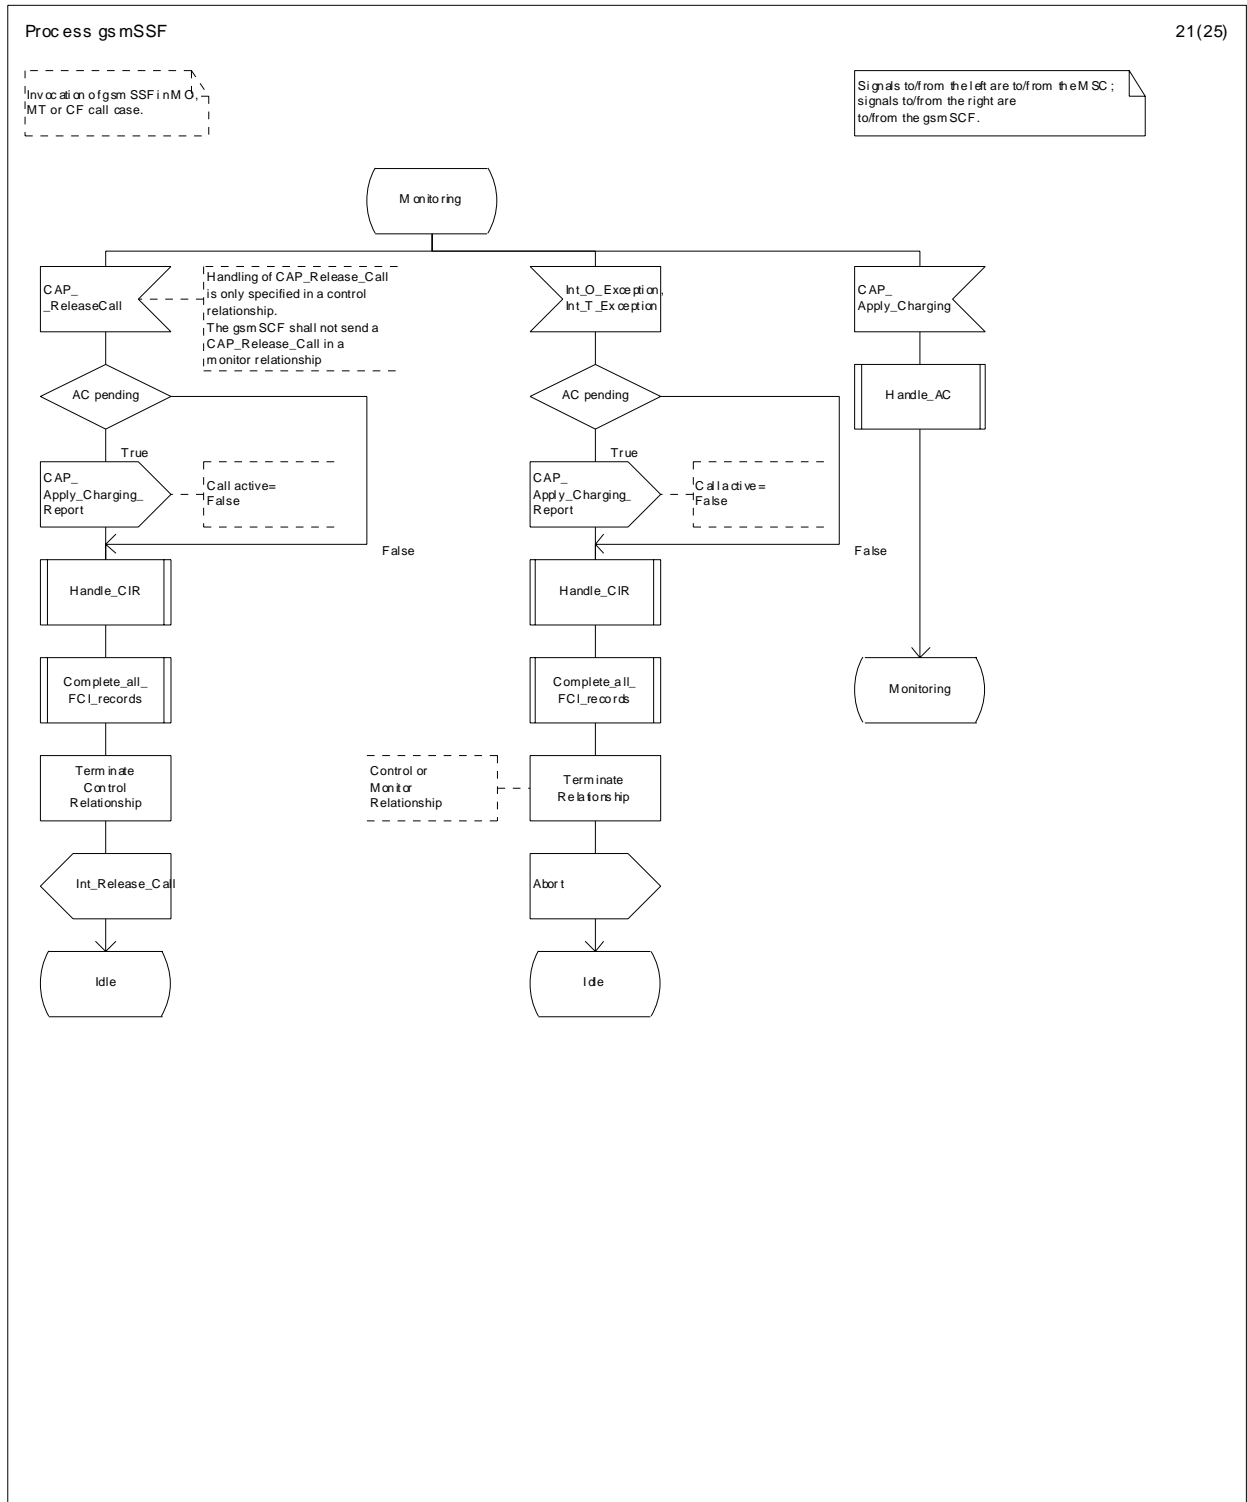 Process gsmSSF
21(25)
Invocation of gsm SSF in MO,
MT or CF call case.
Signals to/from the left are to/from the MSC;
signals to/from the right are
to/from the gsmSCF.
Monitoring
CAP_
_ReleaseCall
Handling of CAP_Release_Call
is only specified in a control
relationship.
The gsmSCF shall not send a
CAP_Release_Call in a
monitor relationship
Int_O_Exception,
Int_T_Exception
CAP_
Apply_Charging
AC pending
AC pending
Handle_AC
True
True
CAP_
Apply_Charging_
Report
Call active=
False
CAP_
Apply_Charging_
Report
Call active=
False
False
False
Handle_CIR
Handle_CIR
Complete_all_
FCI_records
Complete_all_
FCI_records
Monitoring
Terminate
Control
Relationship
Control or
Monitor
Relationship
Terminate
Relationship
Int_Release_Call
Abort
Idle
Idle